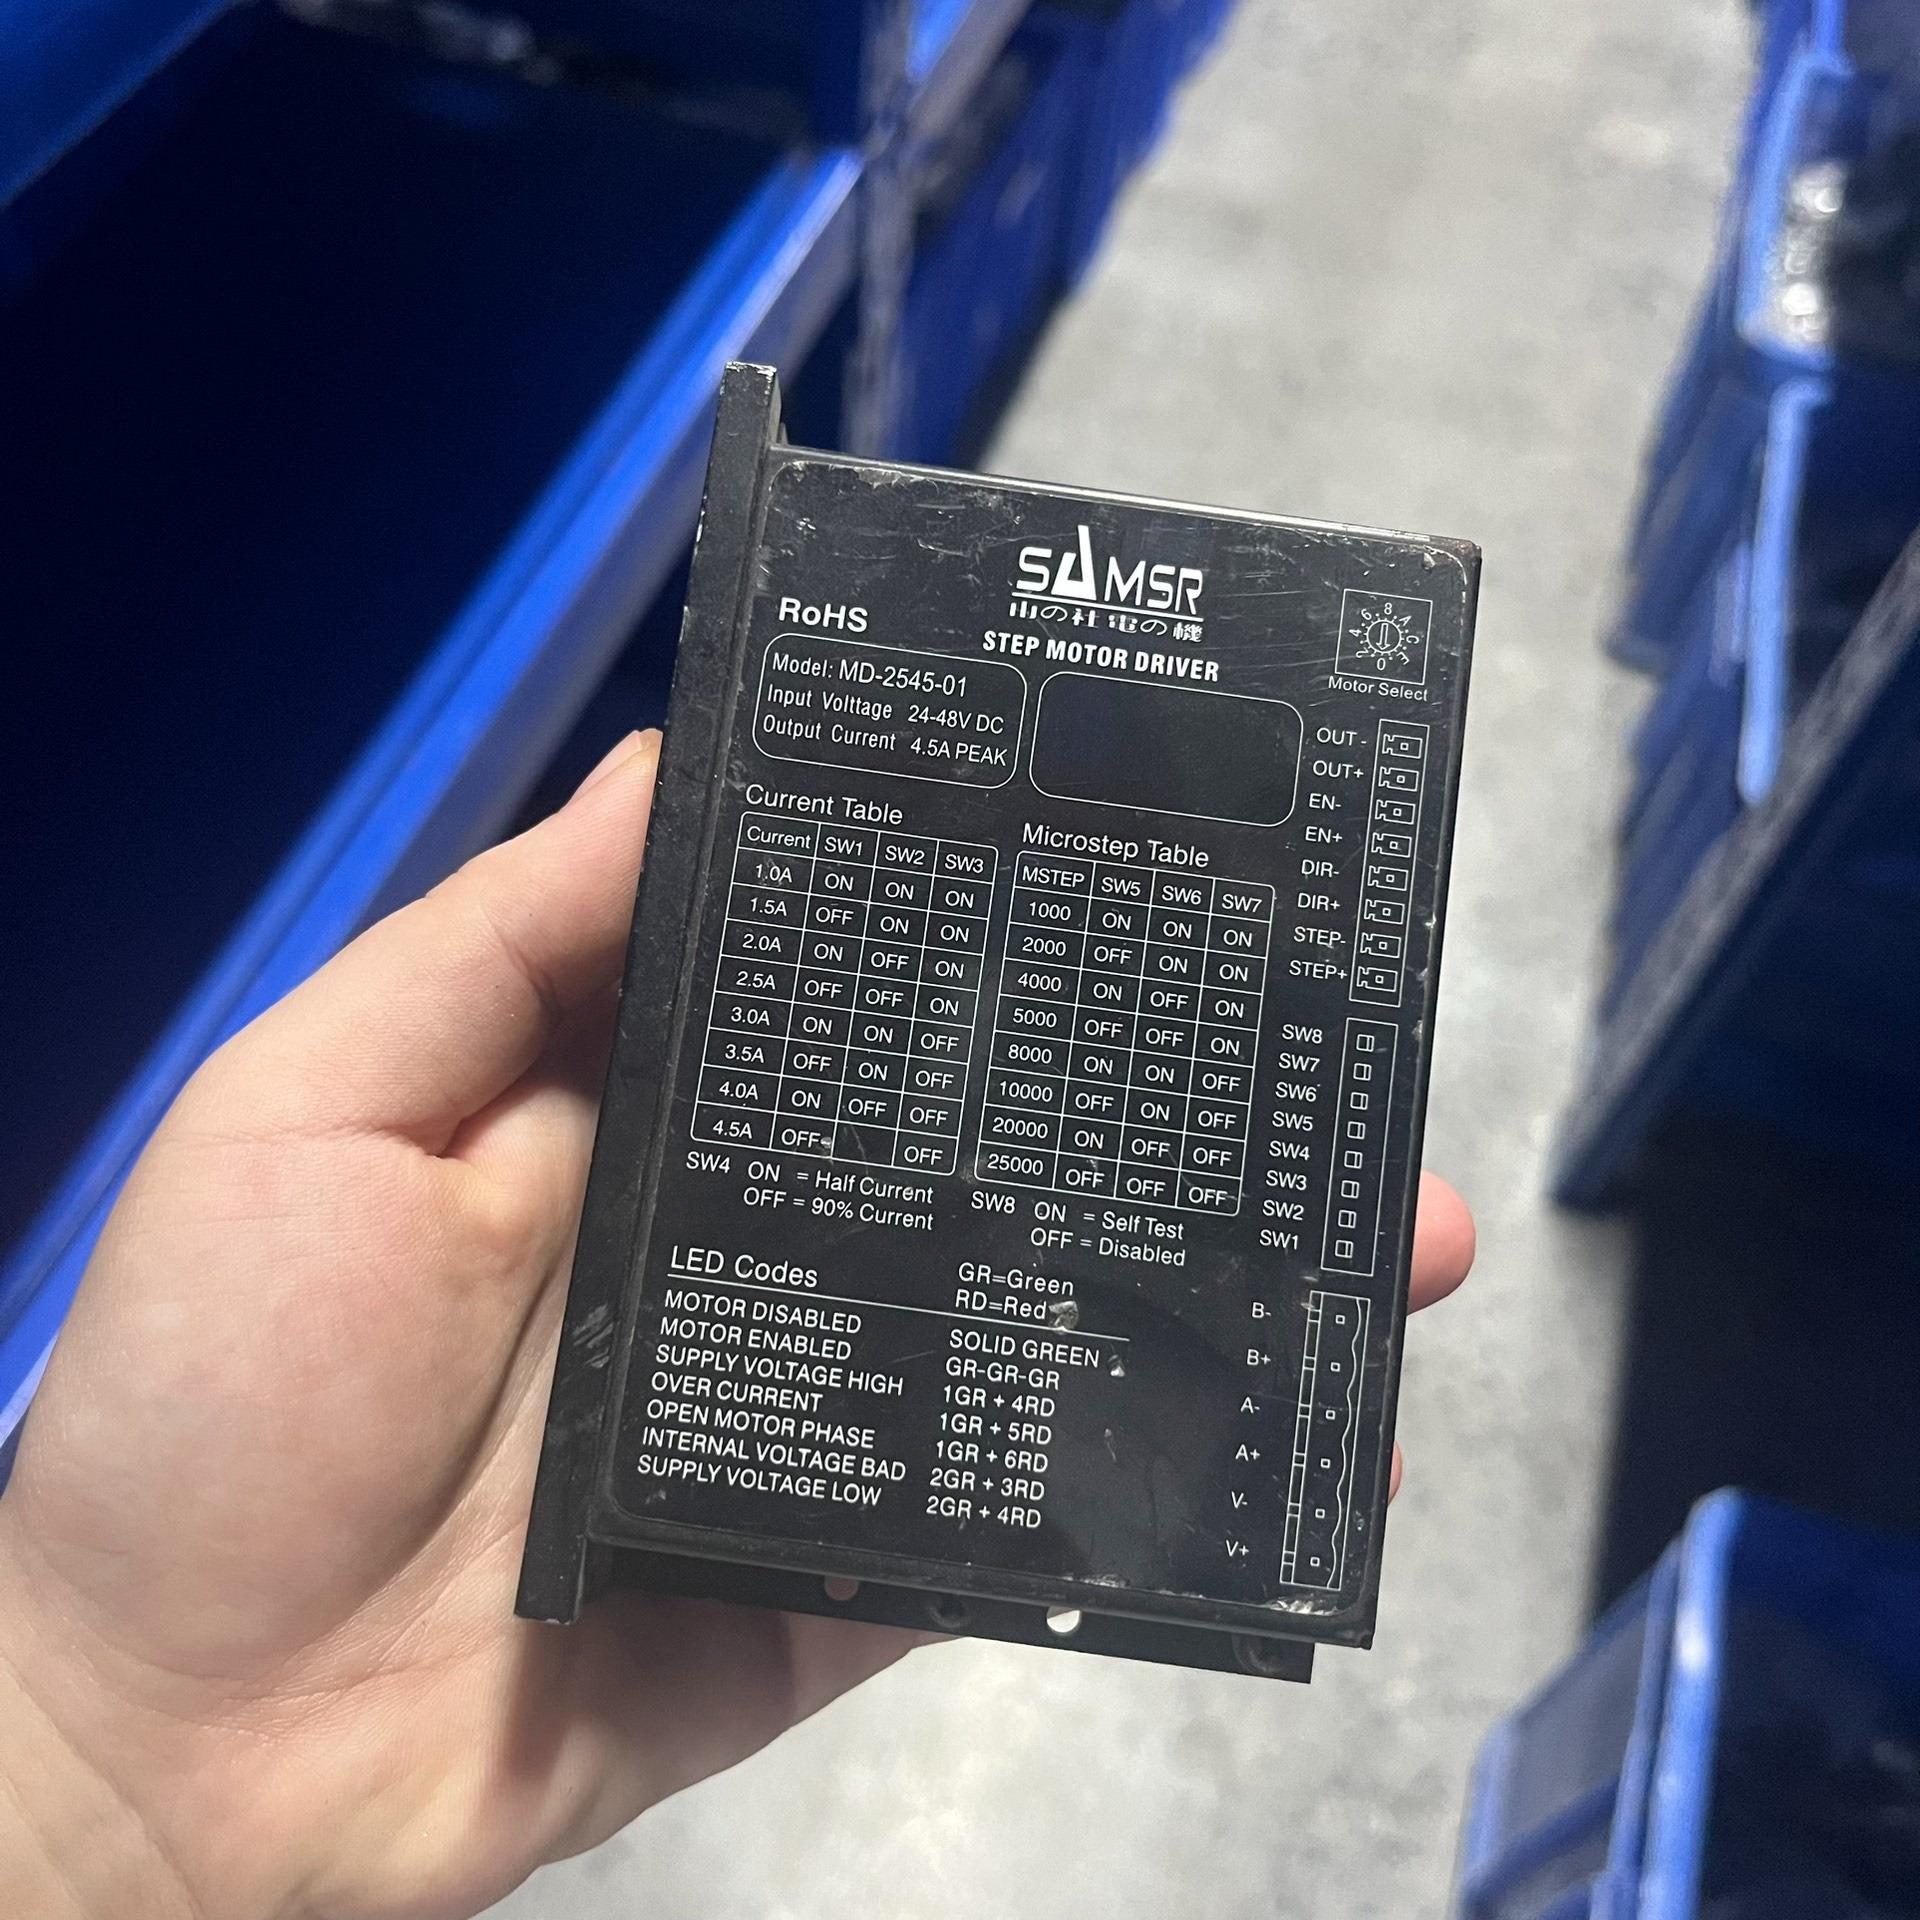 SAMSR
山の社電の機
RoHS
STEP MOTOR DRIVER
Model: MD-2545-01
Input Volttage 24-48V DC
Output Current 4.5A PEAK
0 2 4 6 8 A C E
Motor Select
Current Table
Current SW1 SW2 SW3
1.0A ON ON ON
1.5A OFF ON ON
2.0A ON OFF ON
2.5A OFF OFF ON
3.0A ON ON OFF
3.5A OFF ON OFF
4.0A ON OFF OFF
4.5A OFF OFF
SW4 ON = Half Current
OFF = 90% Current
Microstep Table
MSTEP SW5 SW6 SW7
1000 ON ON ON
2000 OFF ON ON
4000 ON OFF ON
5000 OFF OFF ON
8000 ON ON OFF
10000 OFF ON OFF
20000 ON OFF OFF
25000 OFF OFF OFF
SW8 ON = Self Test
OFF = Disabled
LED Codes
GR=Green
RD=Red
MOTOR DISABLED SOLID GREEN
MOTOR ENABLED GR-GR-GR
SUPPLY VOLTAGE HIGH 1GR + 4RD
OVER CURRENT 1GR + 5RD
OPEN MOTOR PHASE 1GR + 6RD
INTERNAL VOLTAGE BAD 2GR + 3RD
SUPPLY VOLTAGE LOW 2GR + 4RD
OUT -
OUT+
EN-
EN+
DIR-
DIR+
STEP-
STEP+
SW8
SW7
SW6
SW5
SW4
SW3
SW2
SW1
B-
B+
A-
A+
V-
V+